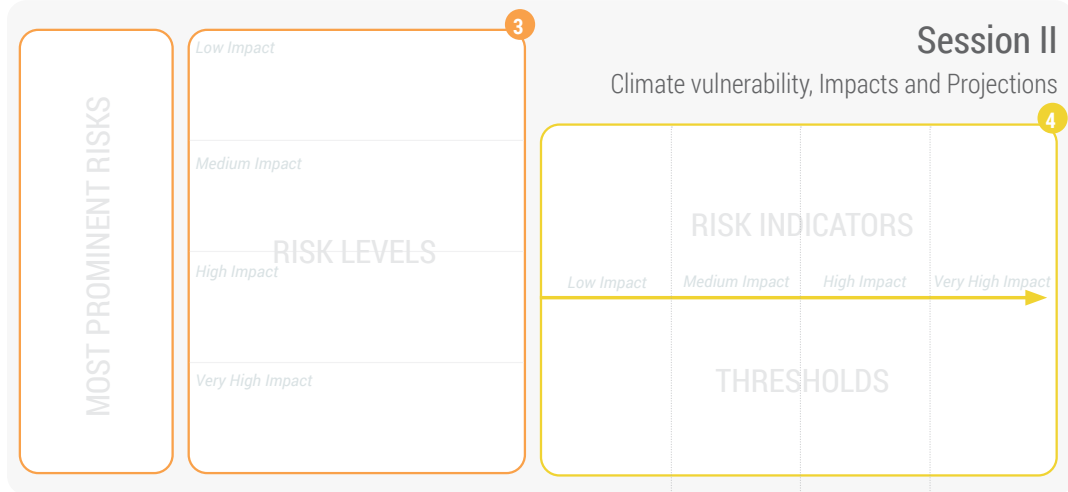 Session II
Climate vulnerability, Impacts and Projections
MOST PROMINENT RISKS
3
Low Impact
Medium Impact
RISK LEVELS
High Impact
Very High Impact
4
RISK INDICATORS
Low Impact
Medium Impact
High Impact
Very High Impact
THRESHOLDS